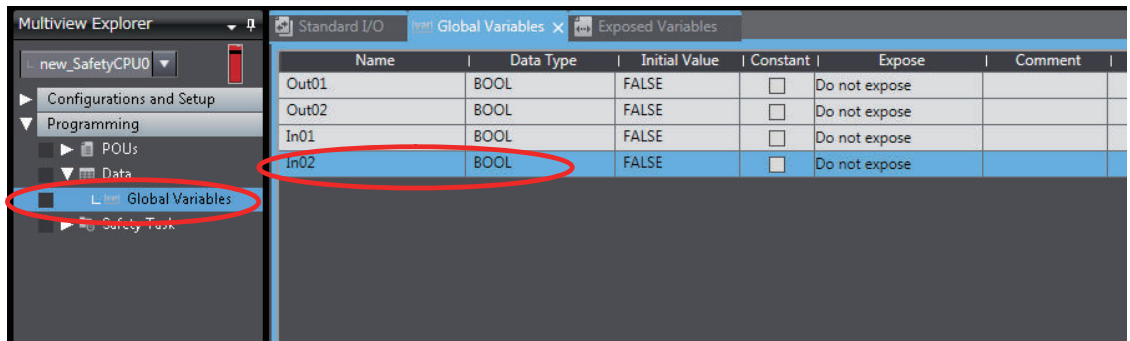 Multiview Explorer
new_SafetyCPU0
Configurations and Setup
Programming
POUs
Data
Global Variables
Safety Task
Standard I/O Global Variables Exposed Variables
Name Data Type Initial Value Constant Expose Comment
Out01 BOOL FALSE Do not expose
Out02 BOOL FALSE Do not expose
In01 BOOL FALSE Do not expose
In02 BOOL FALSE Do not expose